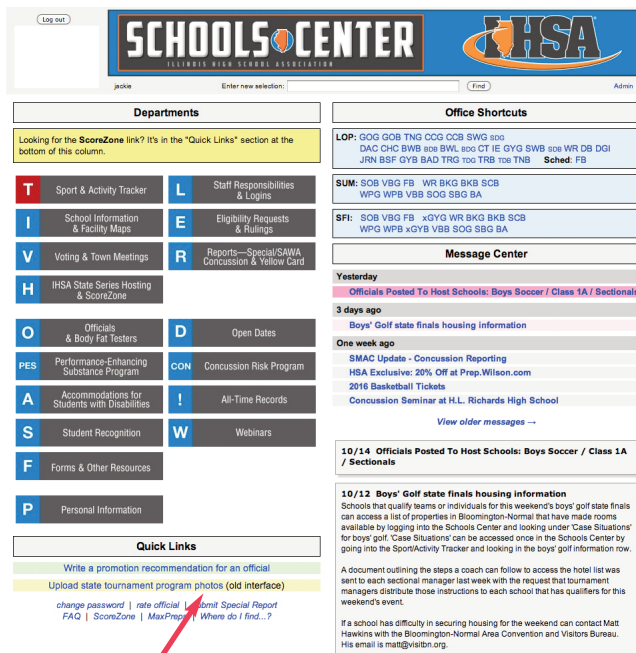 Log out
SCHOOLS CENTER
ILLINOIS HIGH SCHOOL ASSOCIATION
IHSA
jackie
Enter new selection:
Find
Admin
Departments
Looking for the ScoreZone link? It's in the "Quick Links" section at the
bottom of this column.
T Sport & Activity Tracker
L Staff Responsibilities
& Logins
I School Information
& Facility Maps
E Eligibility Requests
& Rulings
V Voting & Town Meetings
R Reports—Special/SAWA
Concussion & Yellow Card
H IHSA State Series Hosting
& ScoreZone
O Officials
& Body Fat Testers
D Open Dates
PES Performance-Enhancing
Substance Program
CON Concussion Risk Program
A Accommodations for
Students with Disabilities
! All-Time Records
S Student Recognition
W Webinars
F Forms & Other Resources
P Personal Information
Quick Links
Write a promotion recommendation for an official
Upload state tournament program photos (old interface)
change password | rate official | Submit Special Report
FAQ | ScoreZone | MaxPreps | Where do I find...?
Office Shortcuts
LOP: GOG GOB TNG CCG CCB SWG SDG
DAC CHC BWB BDB BWL BDG CT IE GYG SWB SDB WR DB DGI
JRN BSF GYB BAD TRG TDG TRB TDB TNB Sched: FB
SUM: SOB VBG FB WR BKG BKB SCB
WPG WPB VBB SOG SBG BA
SFI: SOB VBG FB xGYG WR BKG BKB SCB
WPG WPB xGYB VBB SOG SBG BA
Message Center
Yesterday
Officials Posted To Host Schools: Boys Soccer / Class 1A / Sectionals
3 days ago
Boys' Golf state finals housing information
One week ago
SMAC Update - Concussion Reporting
HSA Exclusive: 20% Off at Prep.Wilson.com
2016 Basketball Tickets
Concussion Seminar at H.L. Richards High School
View older messages →
10/14 Officials Posted To Host Schools: Boys Soccer / Class 1A
/ Sectionals
10/12 Boys' Golf state finals housing information
Schools that qualify teams or individuals for this weekend's boys' golf state finals
can access a list of properties in Bloomington-Normal that have made rooms
available by logging into the Schools Center and looking under 'Case Situations'
for boys' golf. 'Case Situations' can be accessed once in the Schools Center by
going into the Sport/Activity Tracker and looking in the boys' golf information row.
A document outlining the steps a coach can follow to access the hotel list was
sent to each sectional manager last week with the request that tournament
managers distribute those instructions to each school that has qualifiers for this
weekend's event.
If a school has difficulty in securing housing for the weekend can contact Matt
Hawkins with the Bloomington-Normal Area Convention and Visitors Bureau.
His email is matt@visitbn.org.